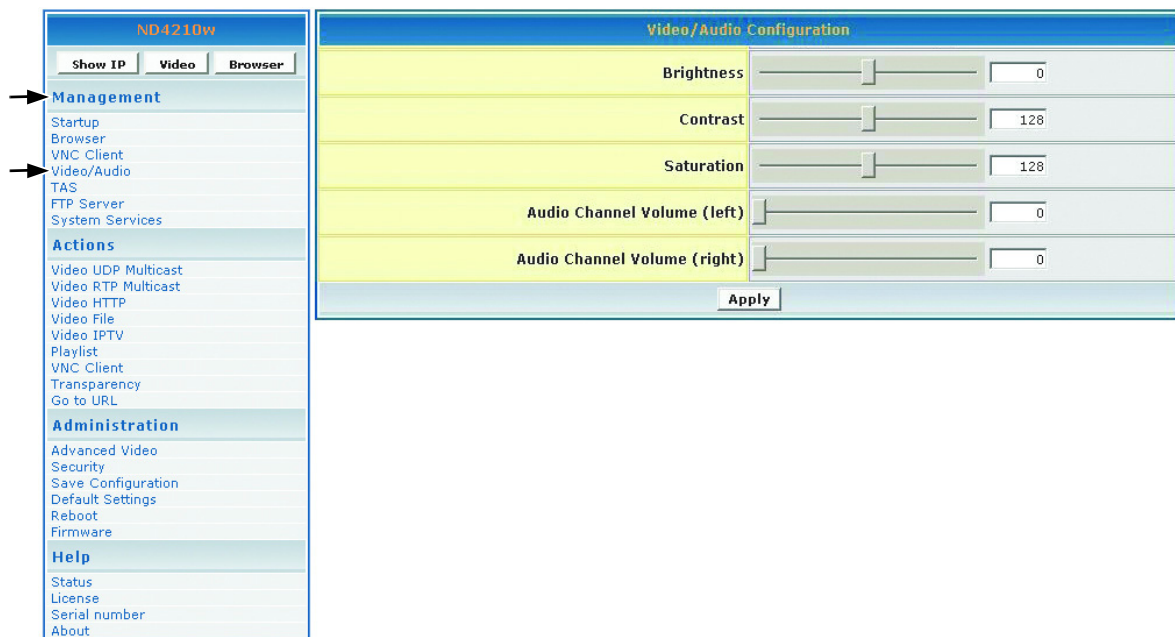 ND4210w
Show IP Video Browser
Management
Startup
Browser
VNC Client
Video/Audio
TAS
FTP Server
System Services
Actions
Video UDP Multicast
Video RTP Multicast
Video HTTP
Video File
Video IPTV
Playlist
VNC Client
Transparency
Go to URL
Administration
Advanced Video
Security
Save Configuration
Default Settings
Reboot
Firmware
Help
Status
License
Serial number
About
Video/Audio Configuration
Brightness 0
Contrast 128
Saturation 128
Audio Channel Volume (left) 0
Audio Channel Volume (right) 0
Apply